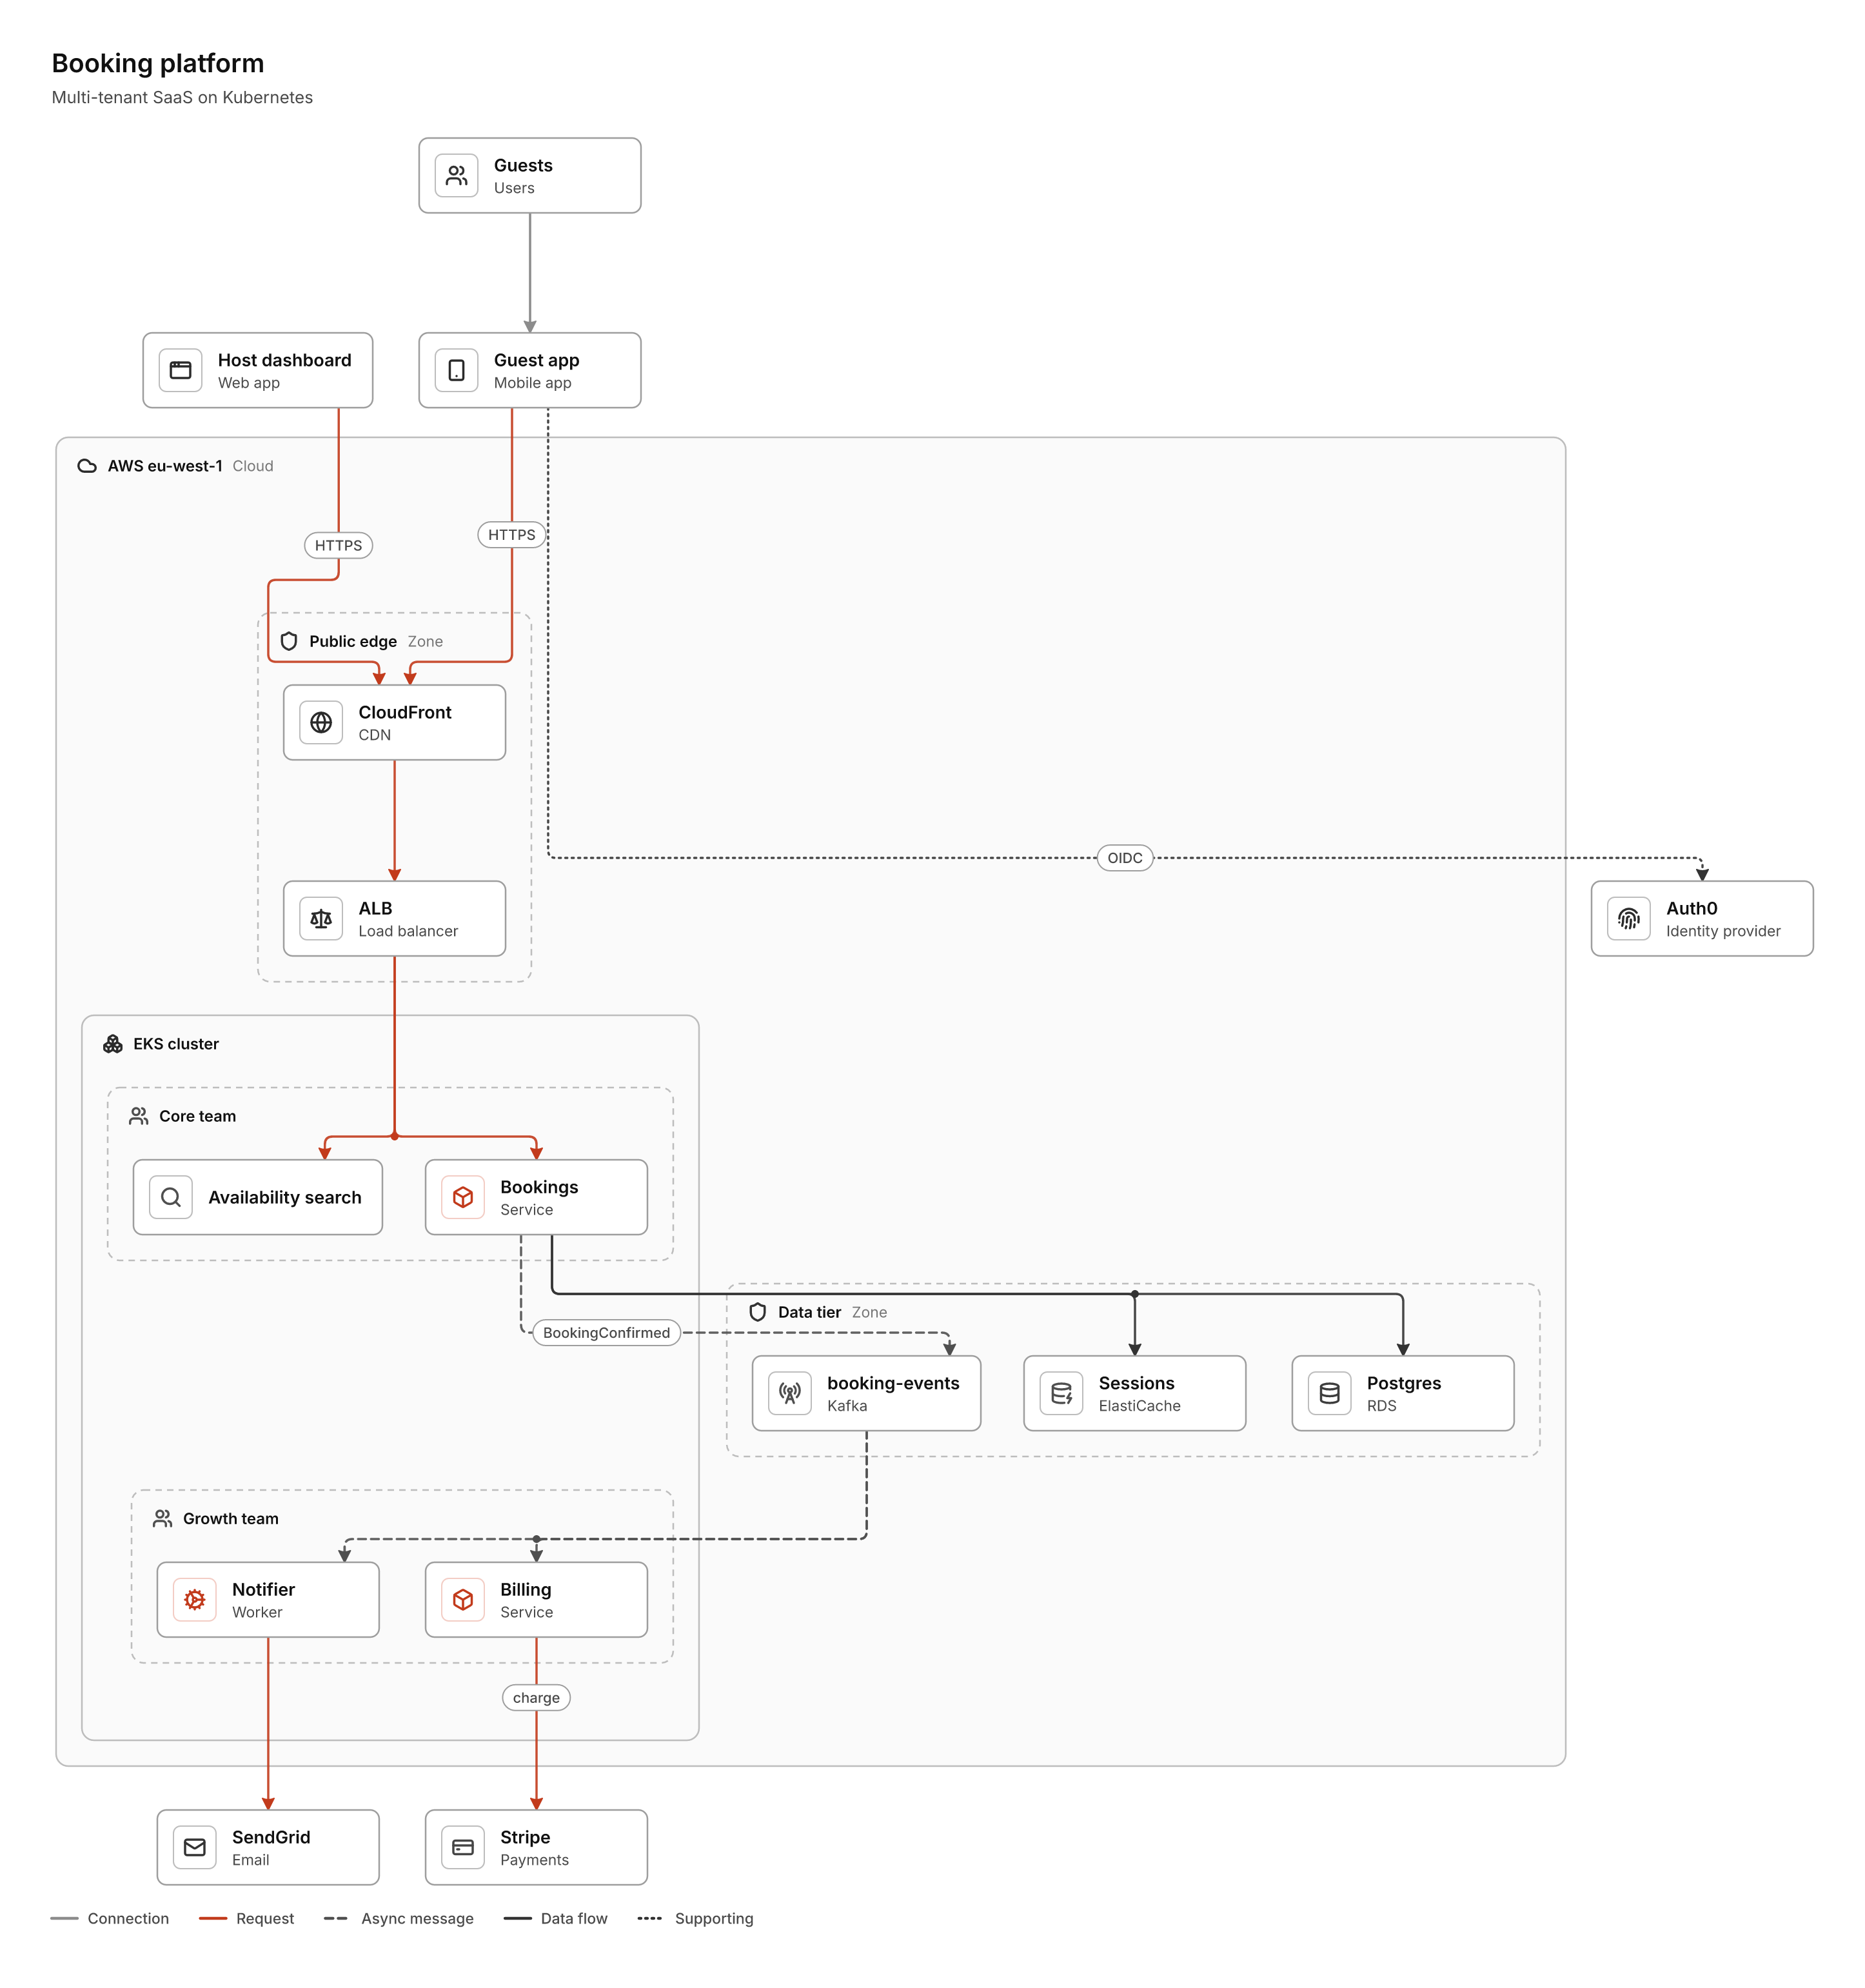 Booking platform
Multi-tenant SaaS on Kubernetes
Guests
Users
Host dashboard
Web app
Guest app
Mobile app
AWS eu-west-1 Cloud
HTTPS
HTTPS
Public edge Zone
CloudFront
CDN
OIDC
ALB
Load balancer
Auth0
Identity provider
EKS cluster
Core team
Availability search
Bookings
Service
Data tier Zone
BookingConfirmed
booking-events
Kafka
Sessions
ElastiCache
Postgres
RDS
Growth team
Notifier
Worker
Billing
Service
charge
SendGrid
Email
Stripe
Payments
Connection Request Async message Data flow Supporting